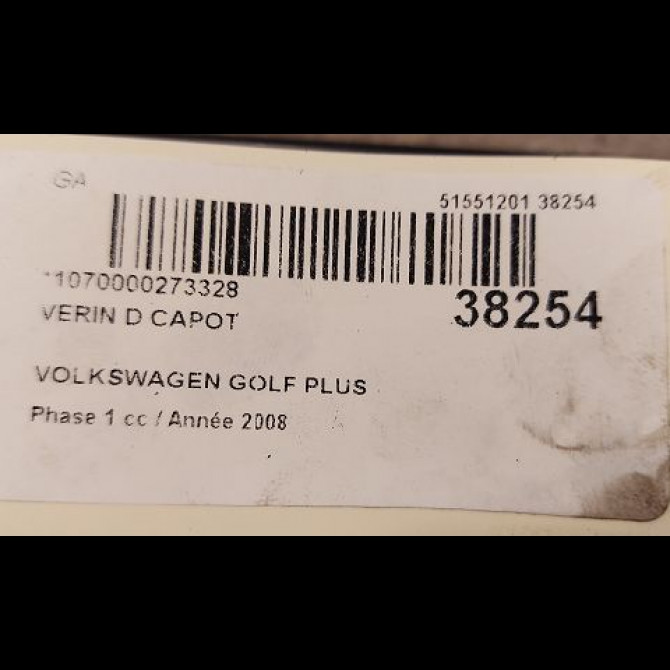 GA
51551201 38254
11070000273328
38254
VERIN D CAPOT
VOLKSWAGEN GOLF PLUS
Phase 1 cc / Année 2008